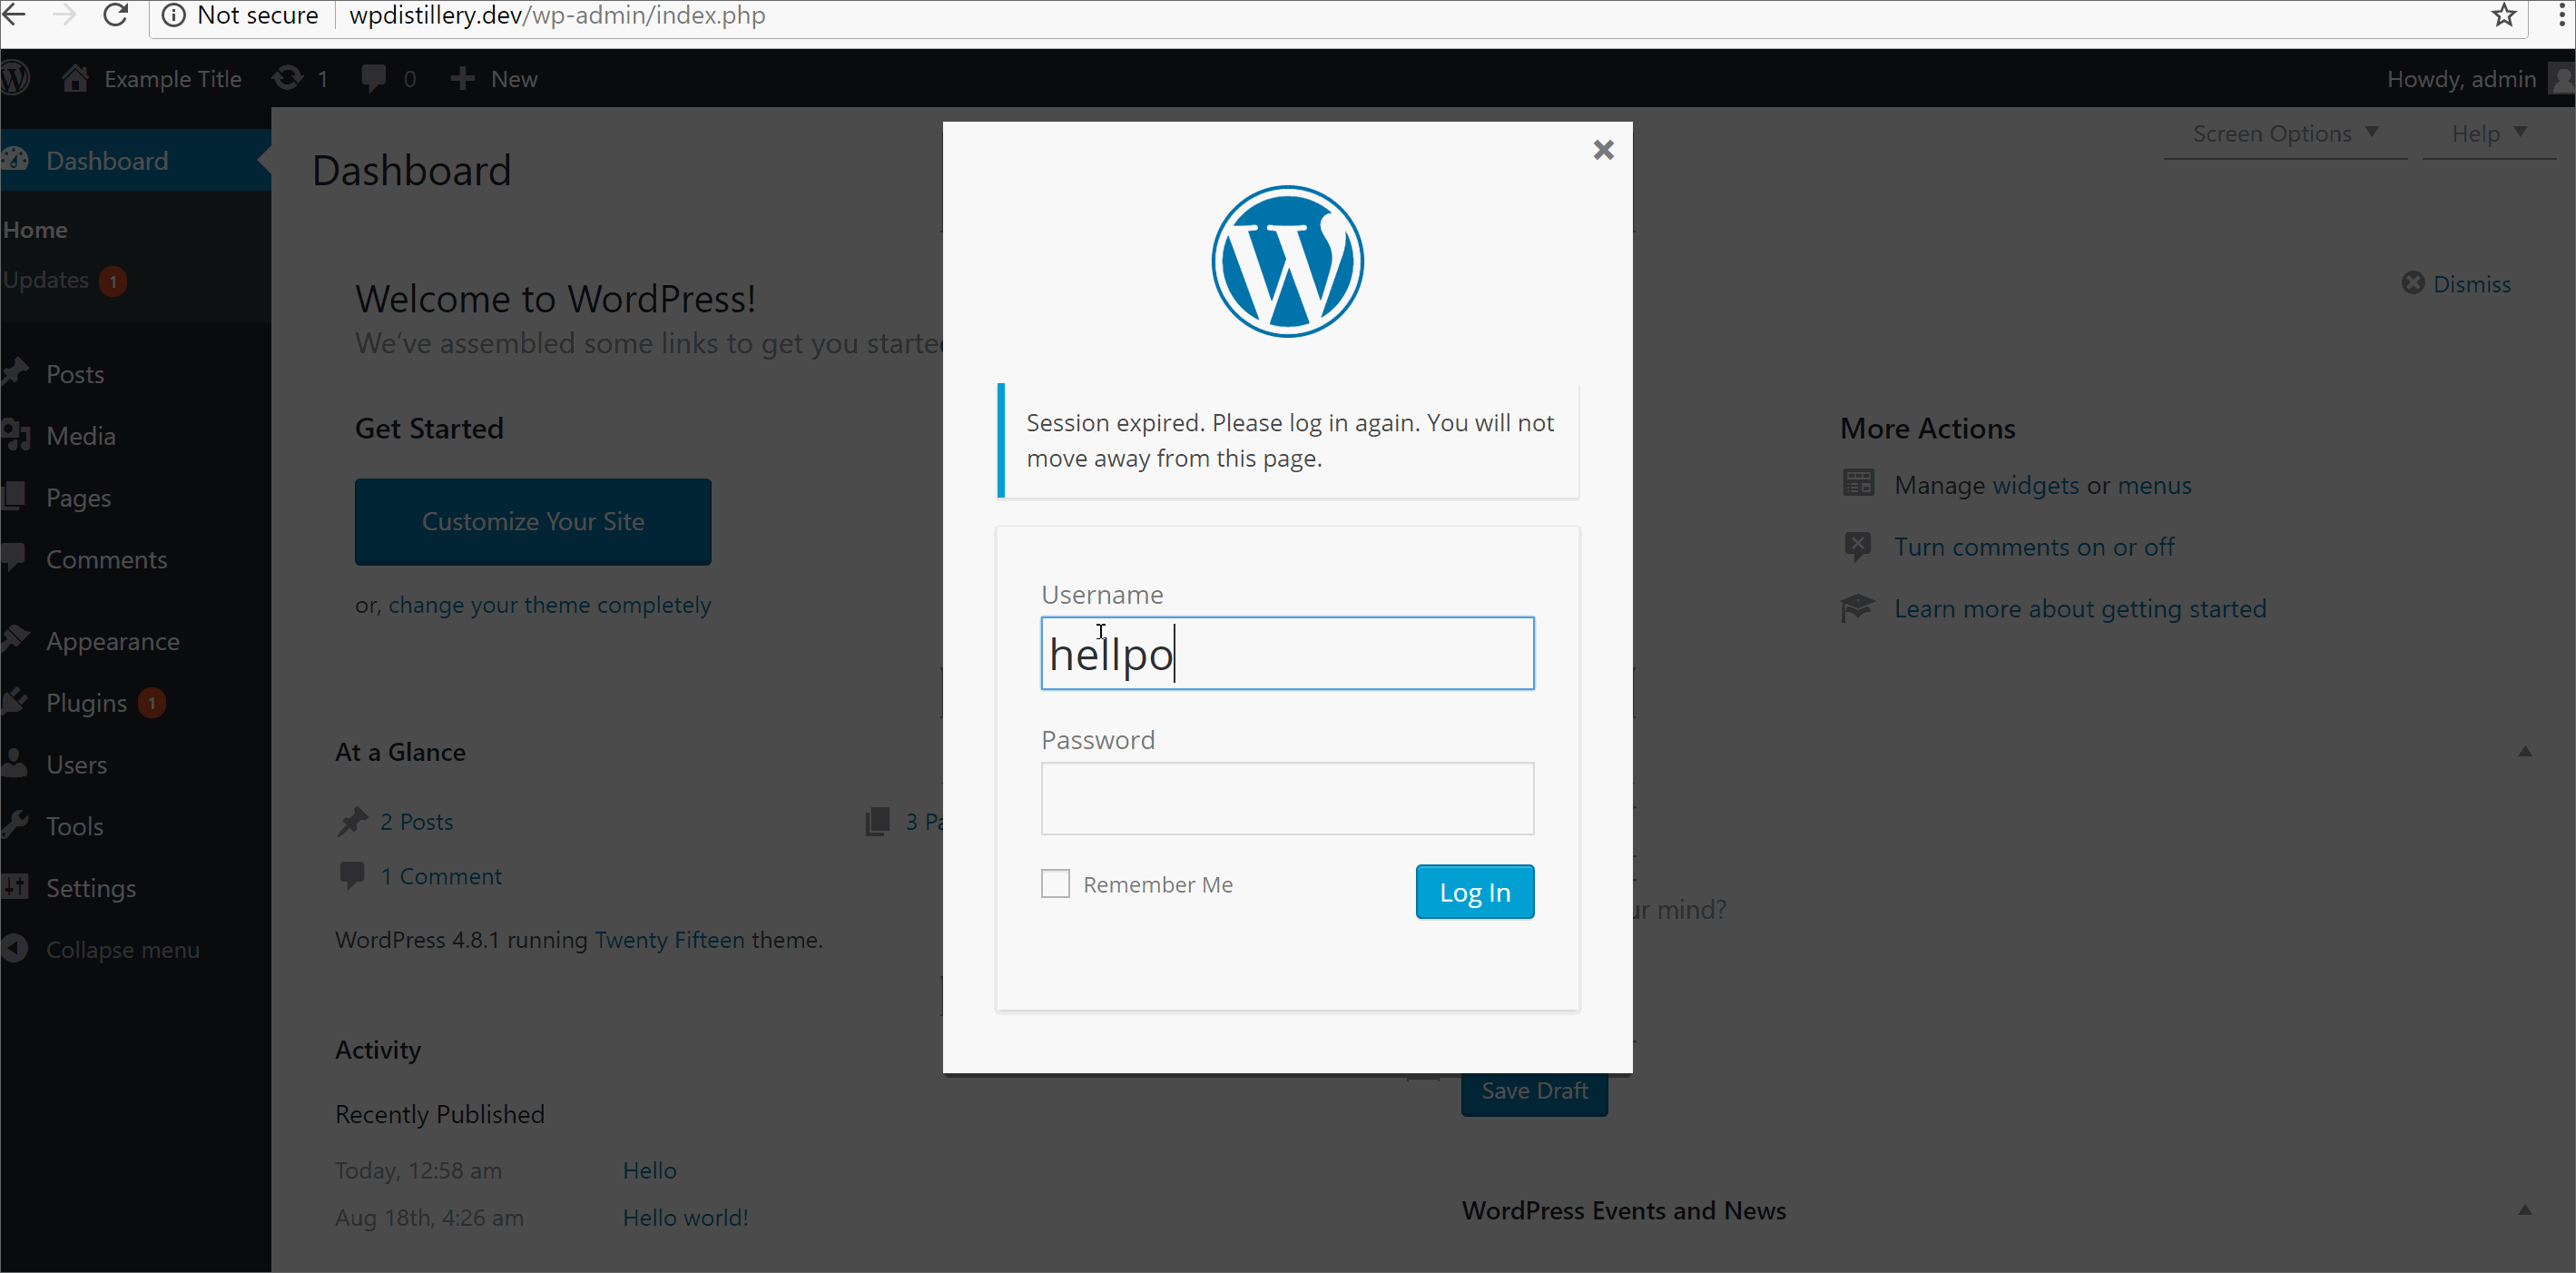 Not secure | wpdistillery.dev/wp-admin/index.php
Example Title 1 0 New Howdy, admin
Dashboard
Home
Updates 1
Posts
Media
Pages
Comments
Appearance
Plugins 1
Users
Tools
Settings
Collapse menu
Screen Options Help
Dashboard
Welcome to WordPress!
Dismiss
We've assembled some links to get you
Get Started
Customize Your Site
or, change your theme completely
More Actions
Manage widgets or menus
Turn comments on or off
Learn more about getting started
At a Glance
2 Posts 3
1 Comment
WordPress 4.8.1 running Twenty Fifteen theme.
Activity
Recently Published
Today, 12:58 am Hello
Aug 18th, 4:26 am Hello world!
mind?
Save Draft
WordPress Events and News
Session expired. Please log in again. You will not
move away from this page.
Username
hellpo
Password
Remember Me
Log In